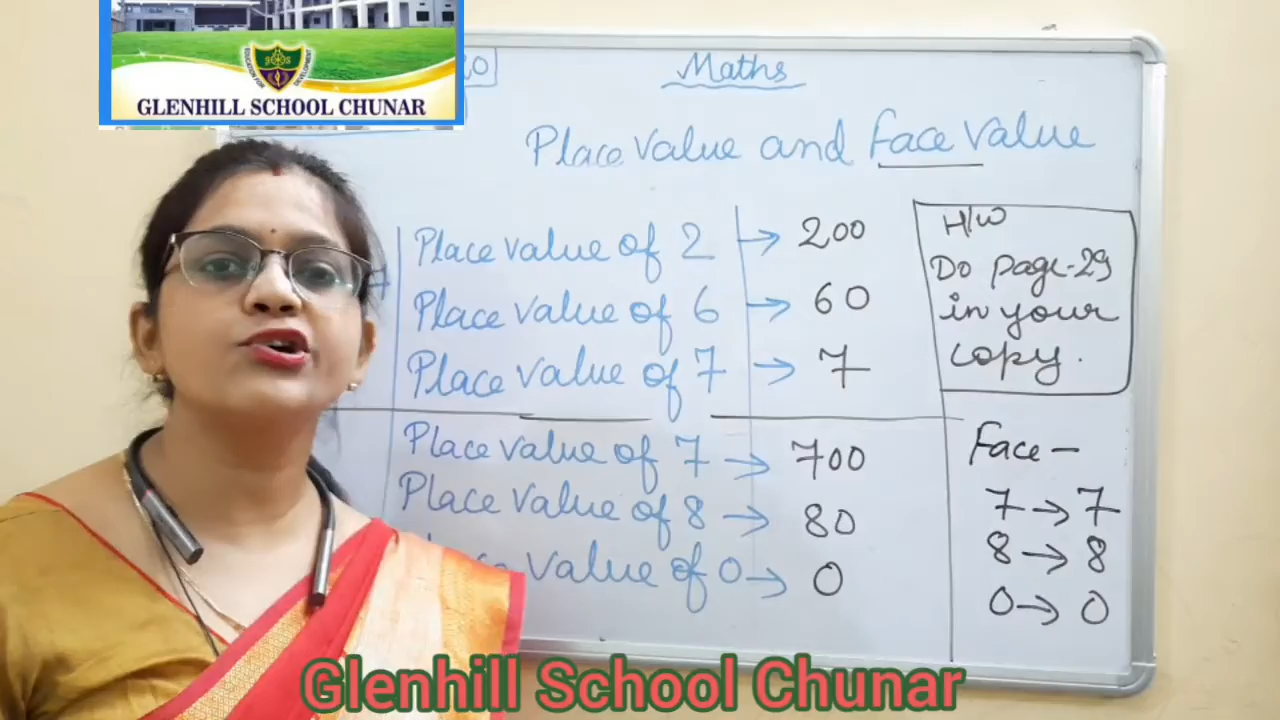 GLENHILL SCHOOL CHUNAR
Maths
Place value and Face value
Place value of 2 → 200
Place value of 6 → 60
Place value of 7 → 7
Place value of 7 → 700
Place value of 8 → 80
value of 0 → 0
H/W
Do page-29
in your
copy.
Face -
7 → 7
8 → 8
0 → 0
Glenhill School Chunar